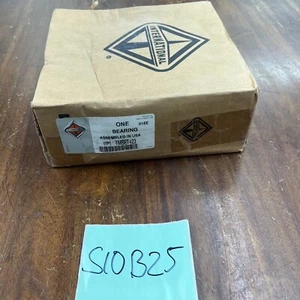 INTERNATIONAL
ONE
BEARING
ASSEMBLED IN USA
S10B25